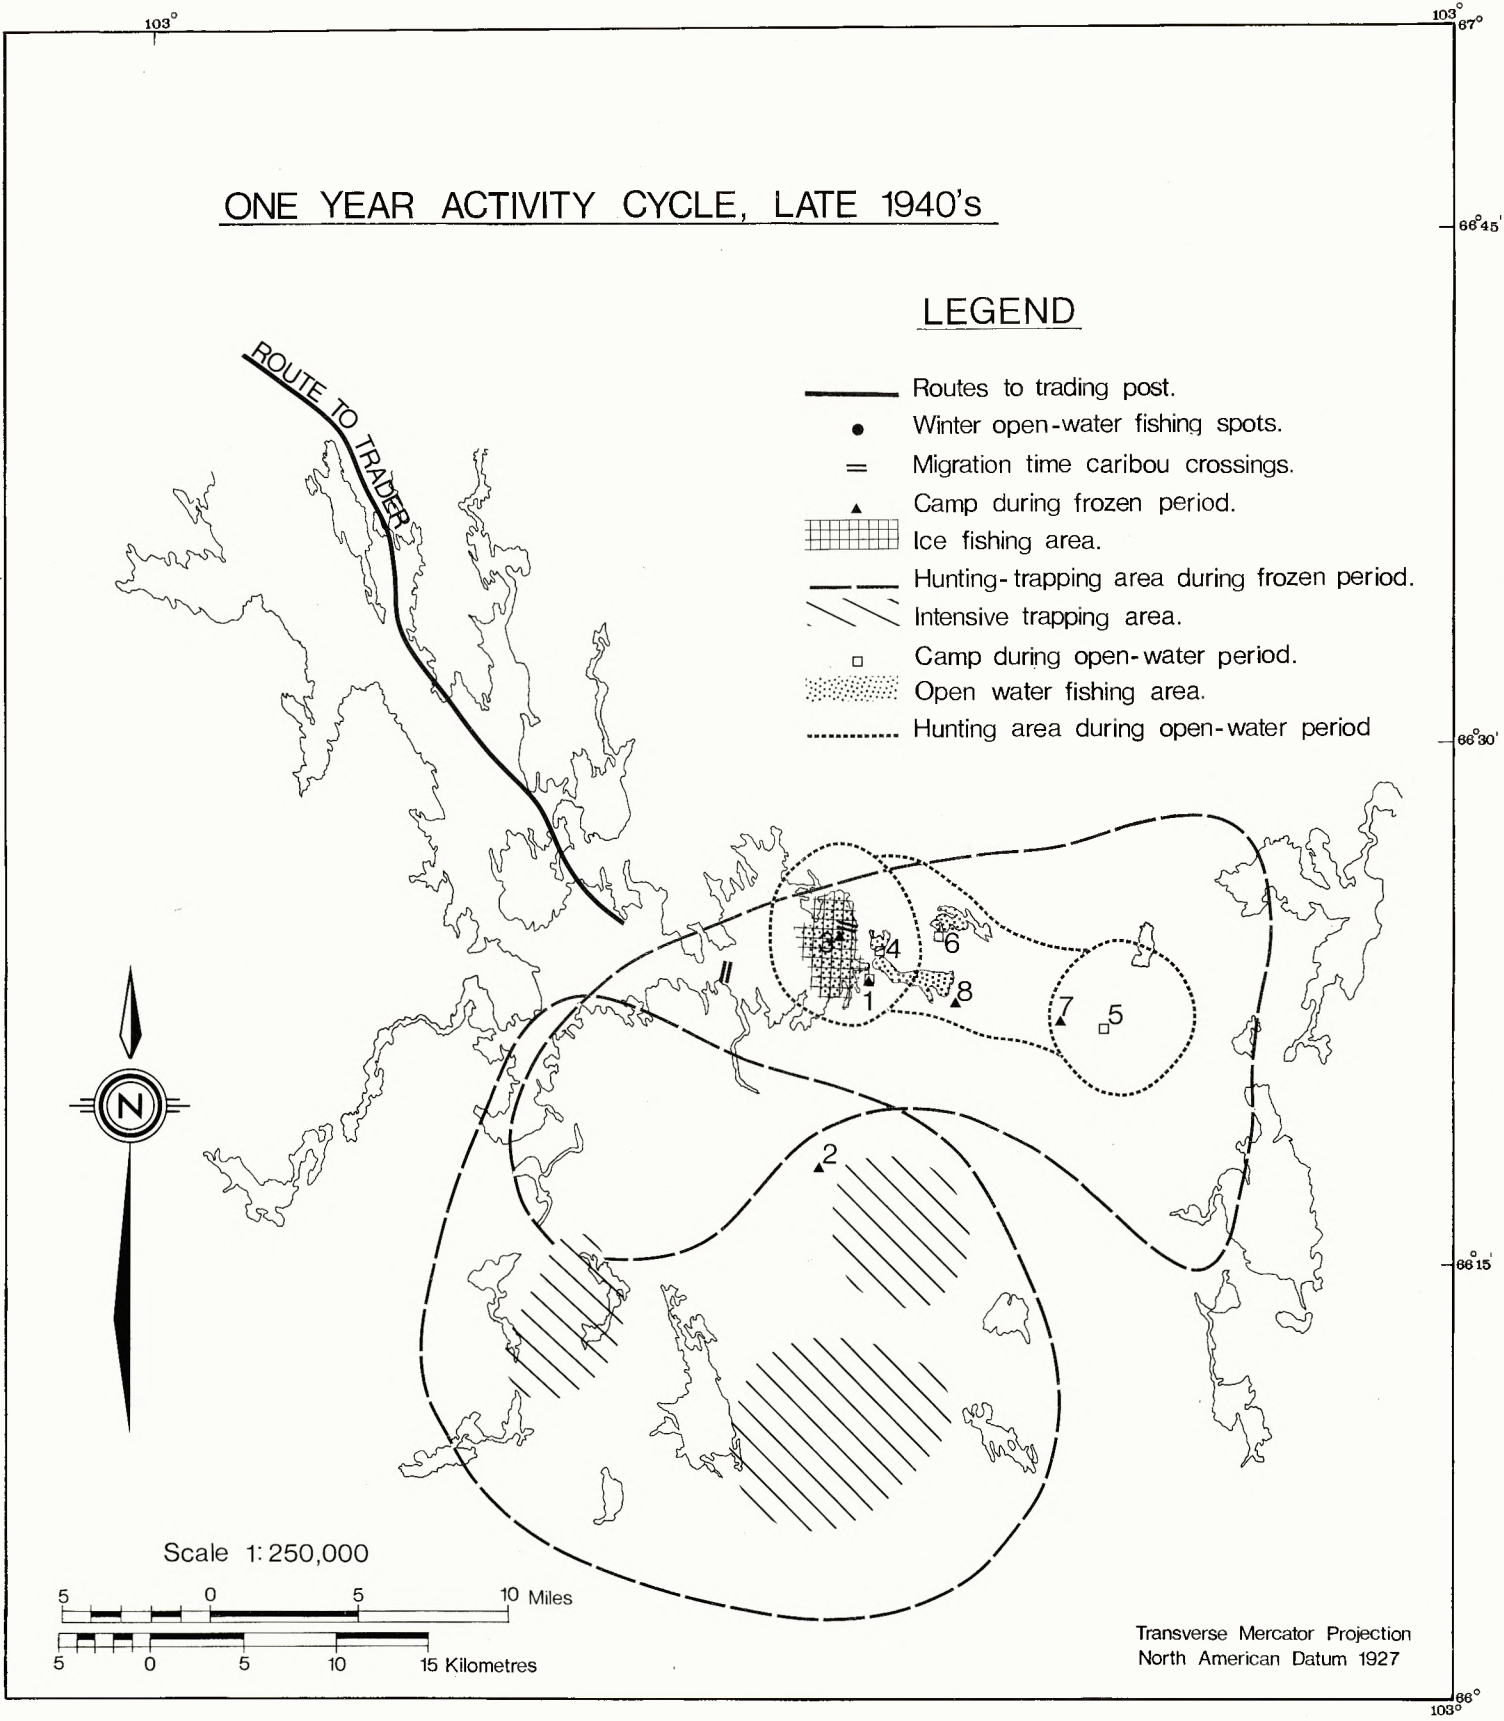 103°
103°
67°
ONE YEAR ACTIVITY CYCLE, LATE 1940's
66°45'
LEGEND
Routes to trading post.
Winter open-water fishing spots.
Migration time caribou crossings.
Camp during frozen period.
Ice fishing area.
Hunting-trapping area during frozen period.
Intensive trapping area.
Camp during open-water period.
Open water fishing area.
Hunting area during open-water period
ROUTE TO TRADER
66°30'
3
4
6
1
8
7
5
N
2
66°15'
Scale 1:250,000
5 0 5 10 Miles
5 0 5 10 15 Kilometres
Transverse Mercator Projection
North American Datum 1927
66°
103°